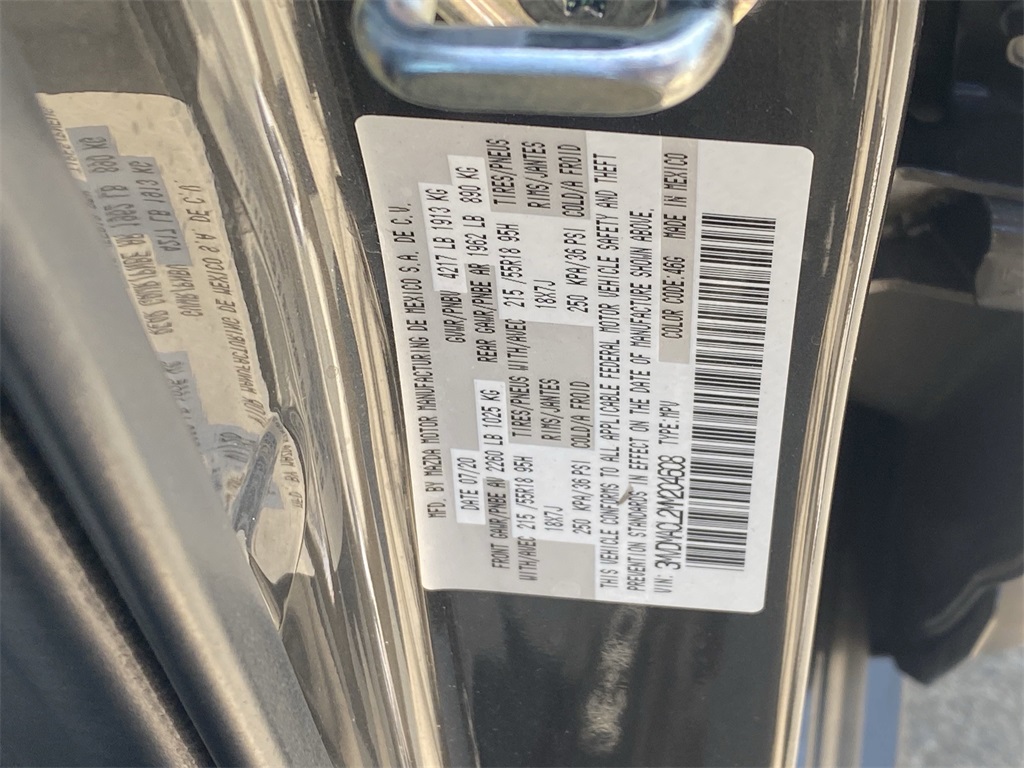 MFD. BY MAZDA MOTOR MANUFACTURING DE MEXICO S.A. DE C.V.
DATE 07/20 GVWR/PNBV 4217 LB 1913 KG
FRONT GAWR/PNBE AV 2260 LB 1025 KG REAR GAWR/PNBE AR 1962 LB 890 KG
WITH/AVEC 215 /55R18 95H TIRES/PNEUS WITH/AVEC 215 /55R18 95H TIRES/PNEUS
18X7J RIMS/JANTES 18X7J RIMS/JANTES
250 KPA/36 PSI COLD/A FROID 250 KPA/36 PSI COLD/A FROID
THIS VEHICLE CONFORMS TO ALL APPLICABLE FEDERAL MOTOR VEHICLE SAFETY AND THEFT
PREVENTION STANDARDS IN EFFECT ON THE DATE OF MANUFACTURE SHOWN ABOVE.
VIN: TYPE:MPV COLOR CODE:46G MADE IN MEXICO